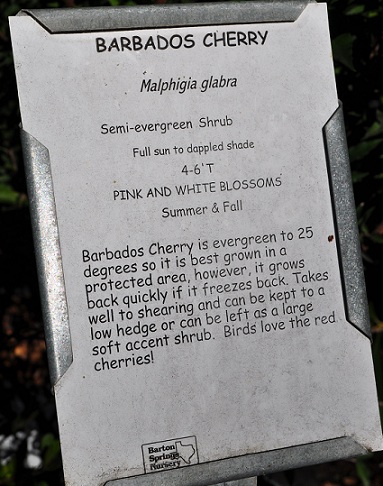 BARBADOS CHERRY
Malphigia glabra
Semi-evergreen Shrub
Full sun to dappled shade
4-6'T
PINK AND WHITE BLOSSOMS
Summer & Fall
Barbados Cherry is evergreen to 25
degrees so it is best grown in a
protected area, however, it grows
back quickly if it freezes back. Takes
well to shearing and can be kept to a
low hedge or can be left as a large
soft accent shrub. Birds love the red
cherries!
Barton
Springs
Nursery